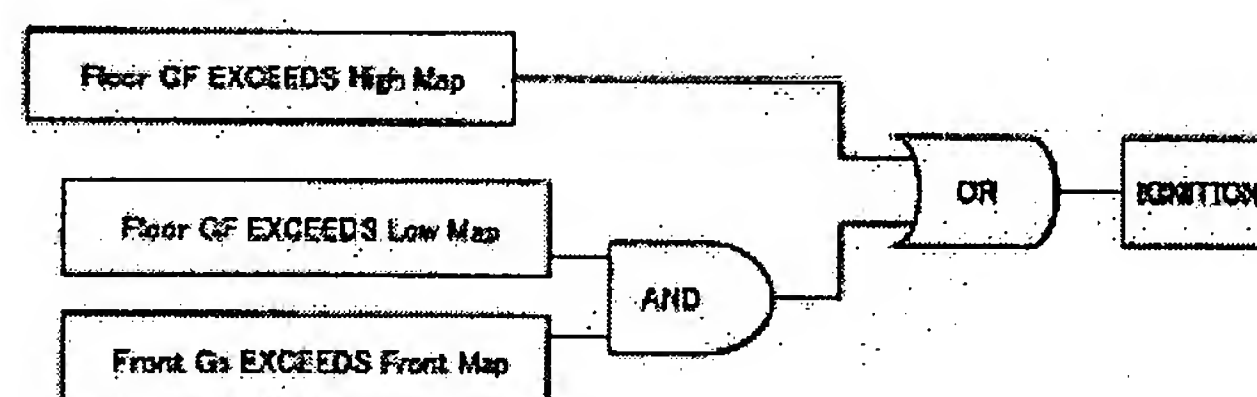 Floor GF EXCEEDS High Map
OR
IGNITION
Floor GF EXCEEDS Low Map
AND
Front Gs EXCEEDS Front Map